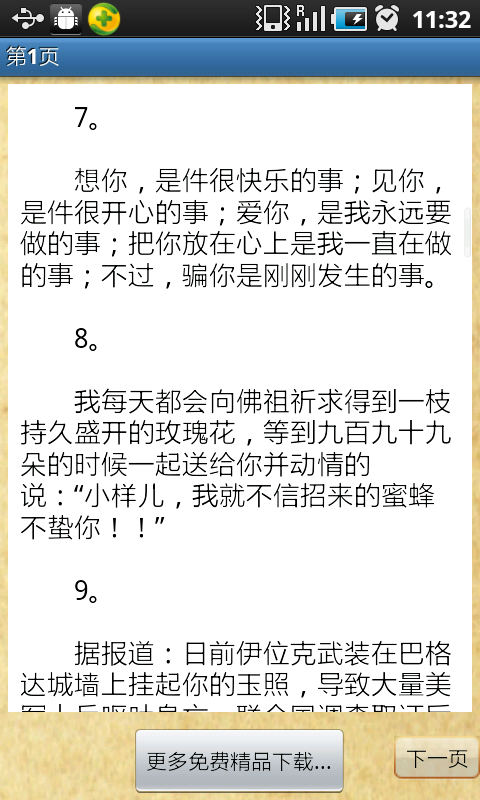 R
11:32
第1页
7。
想你，是件很快乐的事；见你，
是件很开心的事；爱你，是我永远要
做的事；把你放在心上是我一直在做
的事；不过，骗你是刚刚发生的事。
8。
我每天都会向佛祖祈求得到一枝
持久盛开的玫瑰花，等到九百九十九
朵的时候一起送给你并动情的
说：“小样儿，我就不信招来的蜜蜂
不蛰你！！”
9。
据报道：日前伊位克武装在巴格
达城墙上挂起你的玉照，导致大量美
更多免费精品下载...
下一页